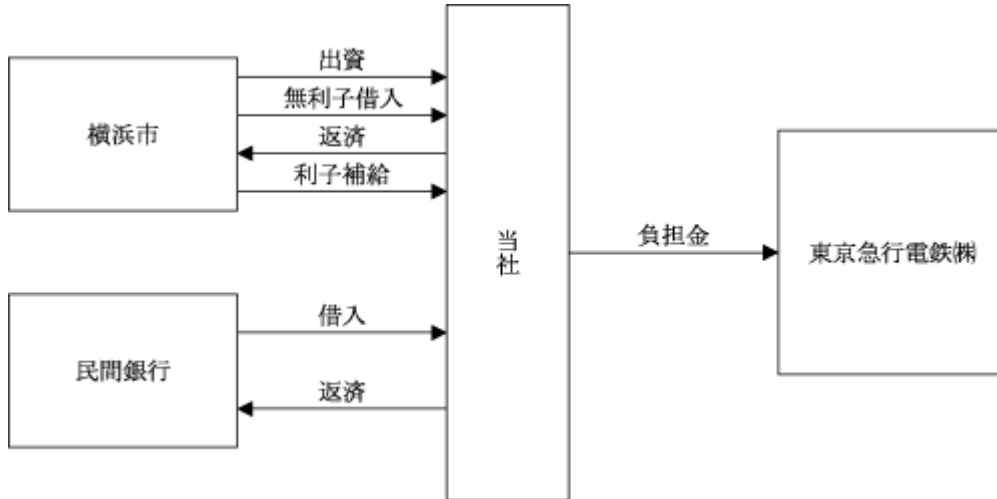 横浜市
出資
無利子借入
返済
利子補給
民間銀行
借入
返済
当社
負担金
東京急行電鉄㈱